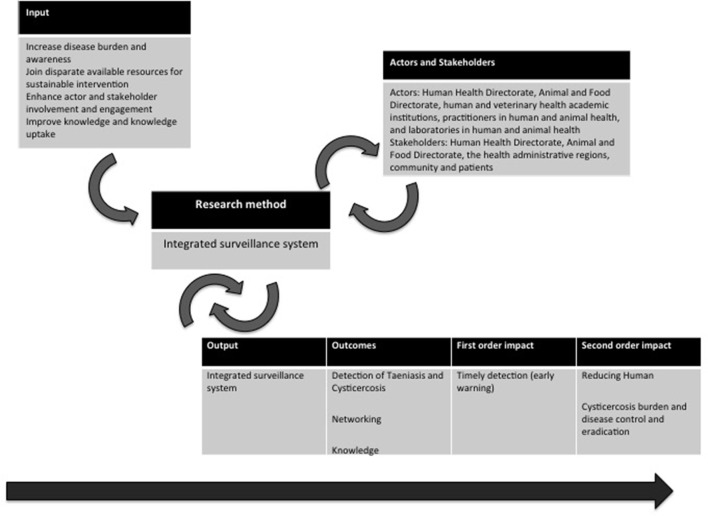 Input
Increase disease burden and
awareness
Join disparate available resources for
sustainable intervention
Enhance actor and stakeholder
involvement and engagement
Improve knowledge and knowledge
uptake
Actors and Stakeholders
Actors: Human Health Directorate, Animal and Food
Directorate, human and veterinary health academic
institutions, practitioners in human and animal health,
and laboratories in human and animal health
Stakeholders: Human Health Directorate, Animal and
Food Directorate, the health administrative regions,
community and patients
Research method
Integrated surveillance system
Output
Integrated surveillance
system
Outcomes
Detection of Taeniasis and
Cysticercosis
Networking
Knowledge
First order impact
Timely detection (early
warning)
Second order impact
Reducing Human
Cysticercosis burden and
disease control and
eradication